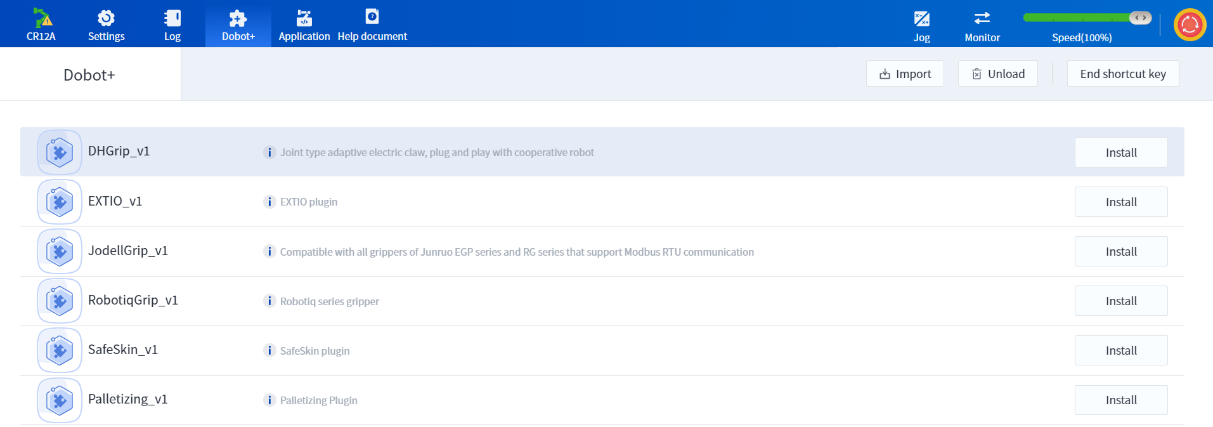 CR12A Settings Log Dobot+ Application Help document Jog Monitor Speed(100%)
Dobot+ Import Unload End shortcut key
DHGrip_v1 Joint type adaptive electric claw, plug and play with cooperative robot Install
EXTIO_v1 EXTIO plugin Install
JodellGrip_v1 Compatible with all grippers of Junruo EGP series and RG series that support Modbus RTU communication Install
RobotiqGrip_v1 Robotiq series gripper Install
SafeSkin_v1 SafeSkin plugin Install
Palletizing_v1 Palletizing Plugin Install